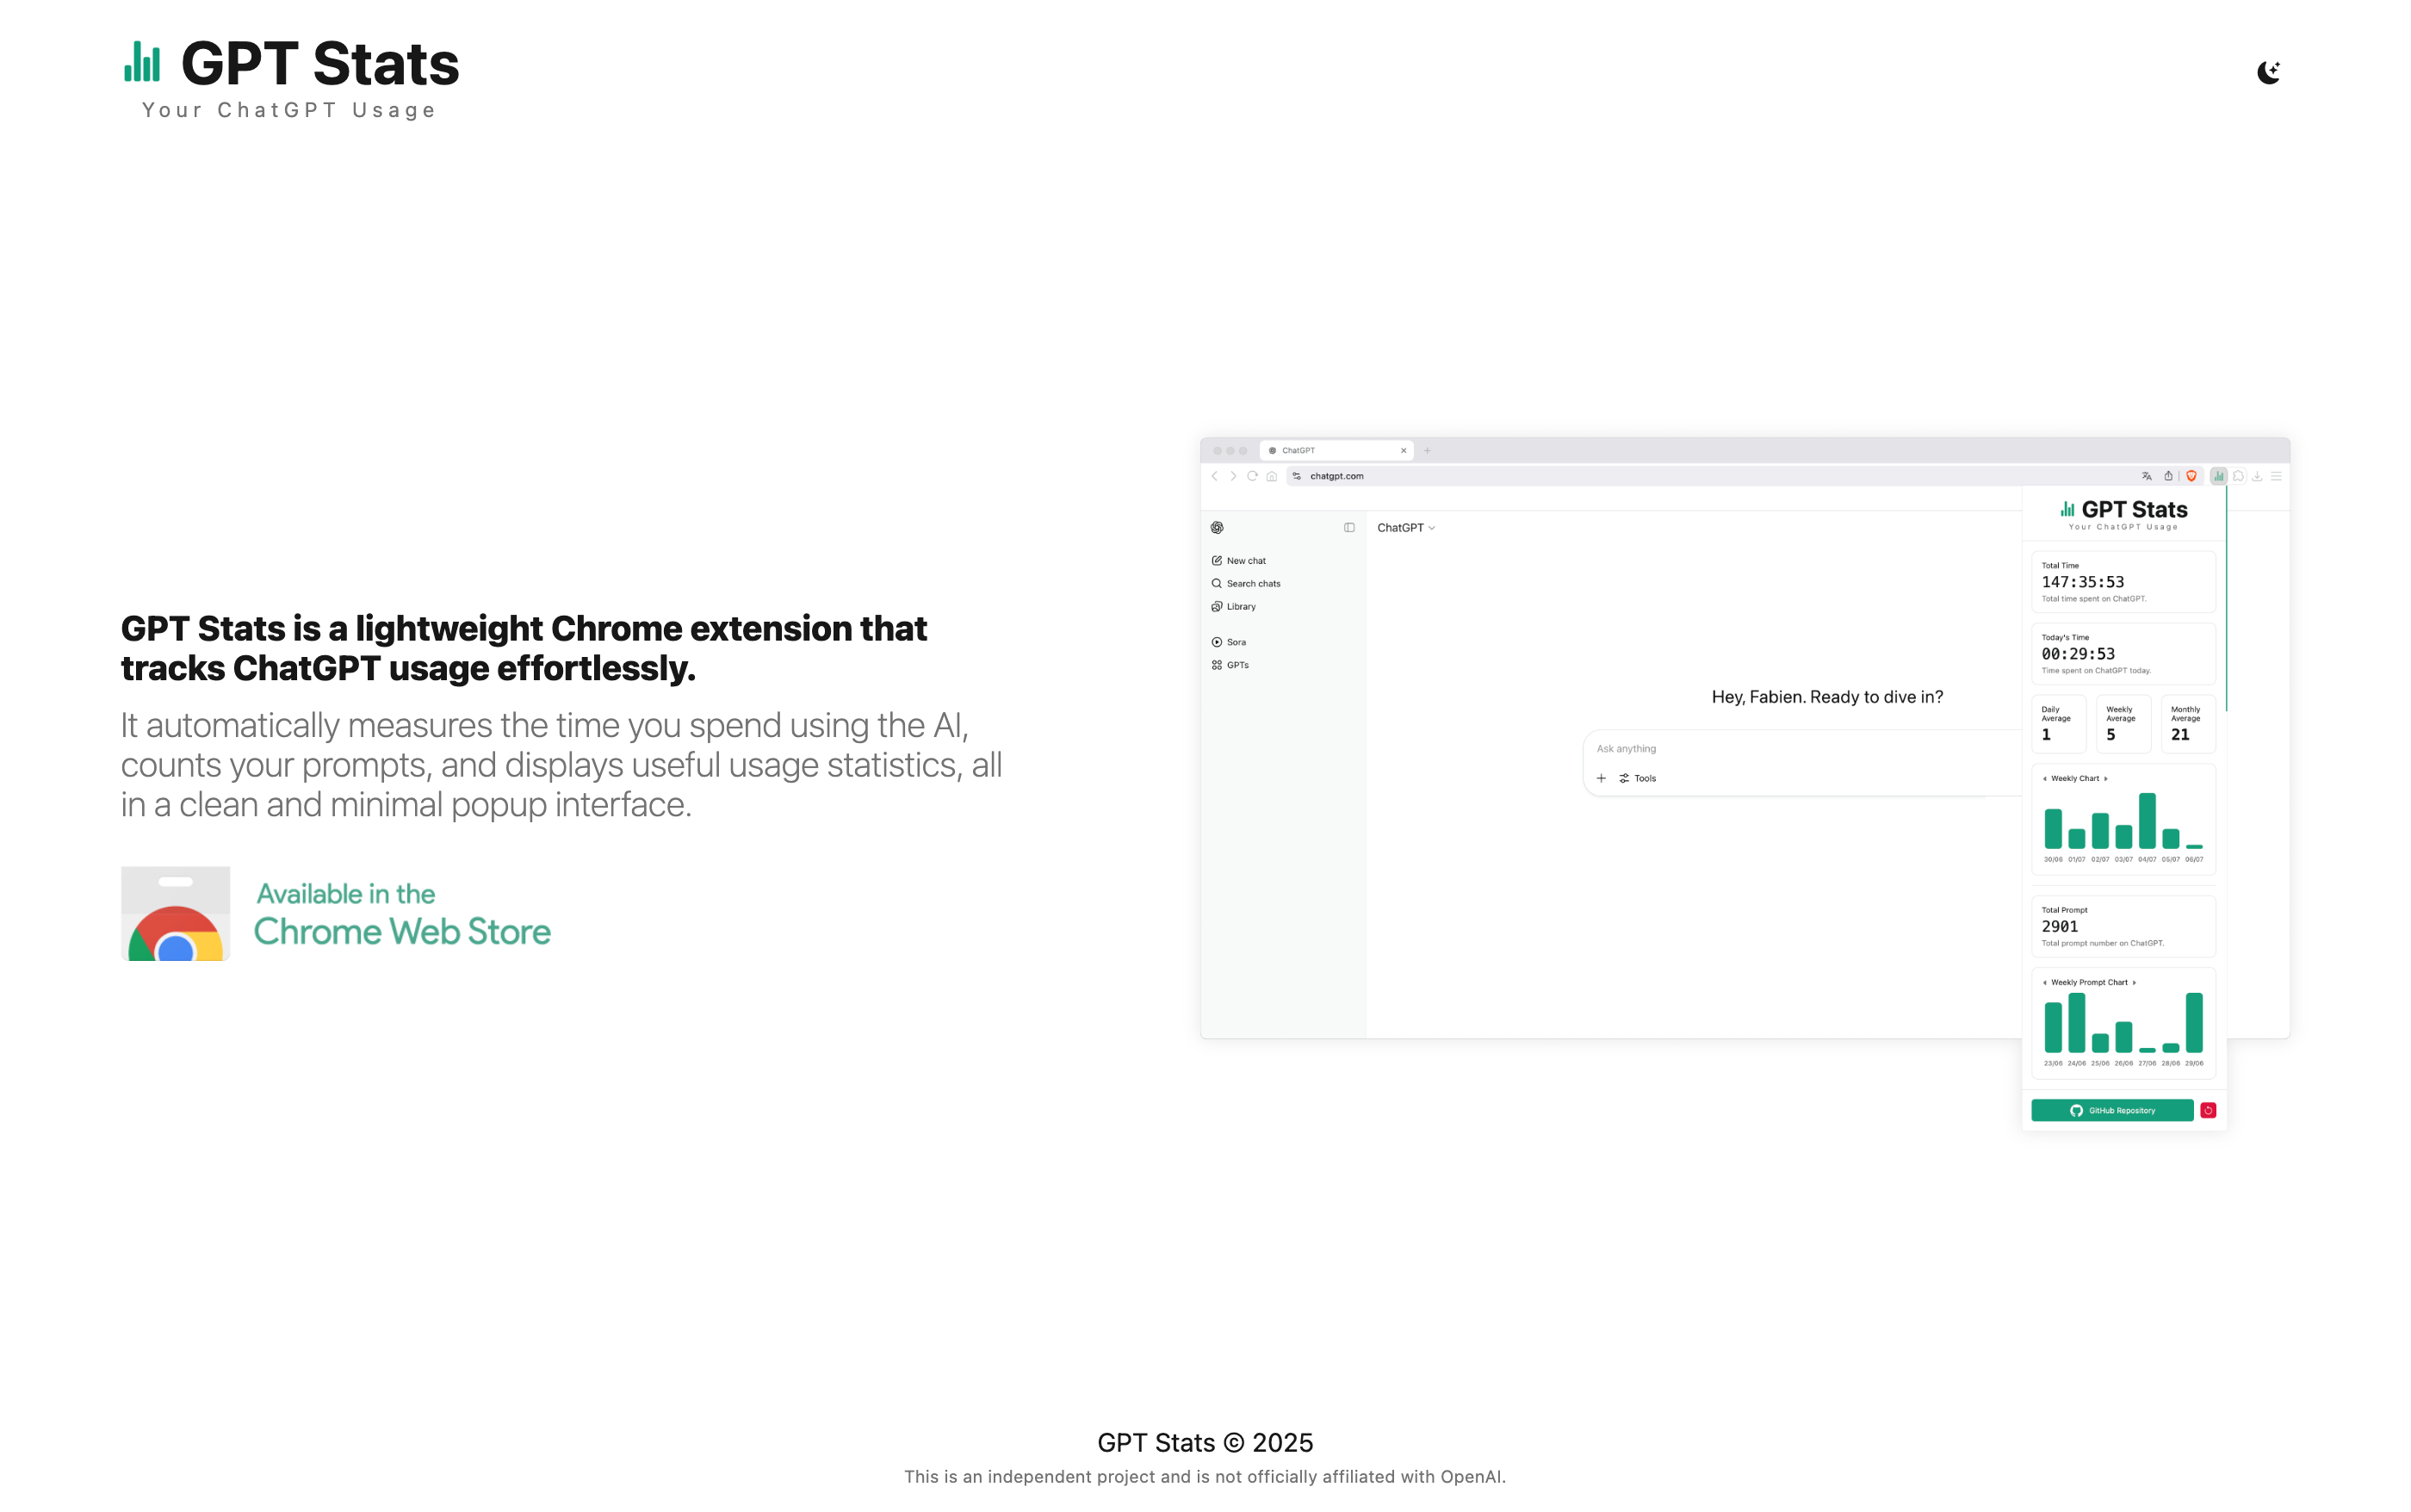 GPT Stats
Your ChatGPT Usage
GPT Stats is a lightweight Chrome extension that
tracks ChatGPT usage effortlessly.
It automatically measures the time you spend using the AI,
counts your prompts, and displays useful usage statistics, all
in a clean and minimal popup interface.
Available in the
Chrome Web Store
ChatGPT
chatgpt.com
New chat
Search chats
Library
Sora
GPTs
ChatGPT
Hey, Fabien. Ready to dive in?
Ask anything
Tools
GPT Stats
Your ChatGPT Usage
Total Time
147:35:53
Total time spent on ChatGPT.
Today's Time
00:29:53
Time spent on ChatGPT today.
Daily Average
1
Weekly Average
5
Monthly Average
21
Weekly Chart
30/06 01/07 02/07 03/07 04/07 05/07 06/07
Total Prompt
2901
Total prompt number on ChatGPT.
Weekly Prompt Chart
23/06 24/06 25/06 26/06 27/06 28/06 29/06
GitHub Repository
GPT Stats © 2025
This is an independent project and is not officially affiliated with OpenAI.